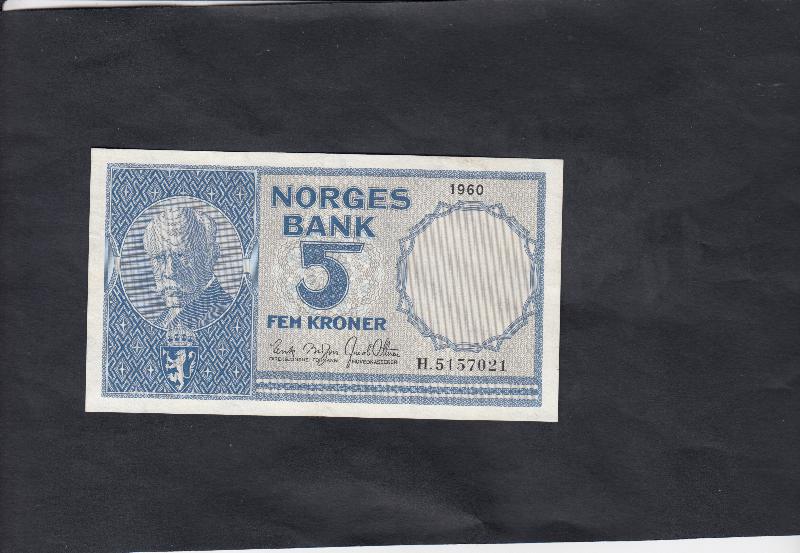 NORGES
BANK
1960
5
FEM KRONER
H.5157021